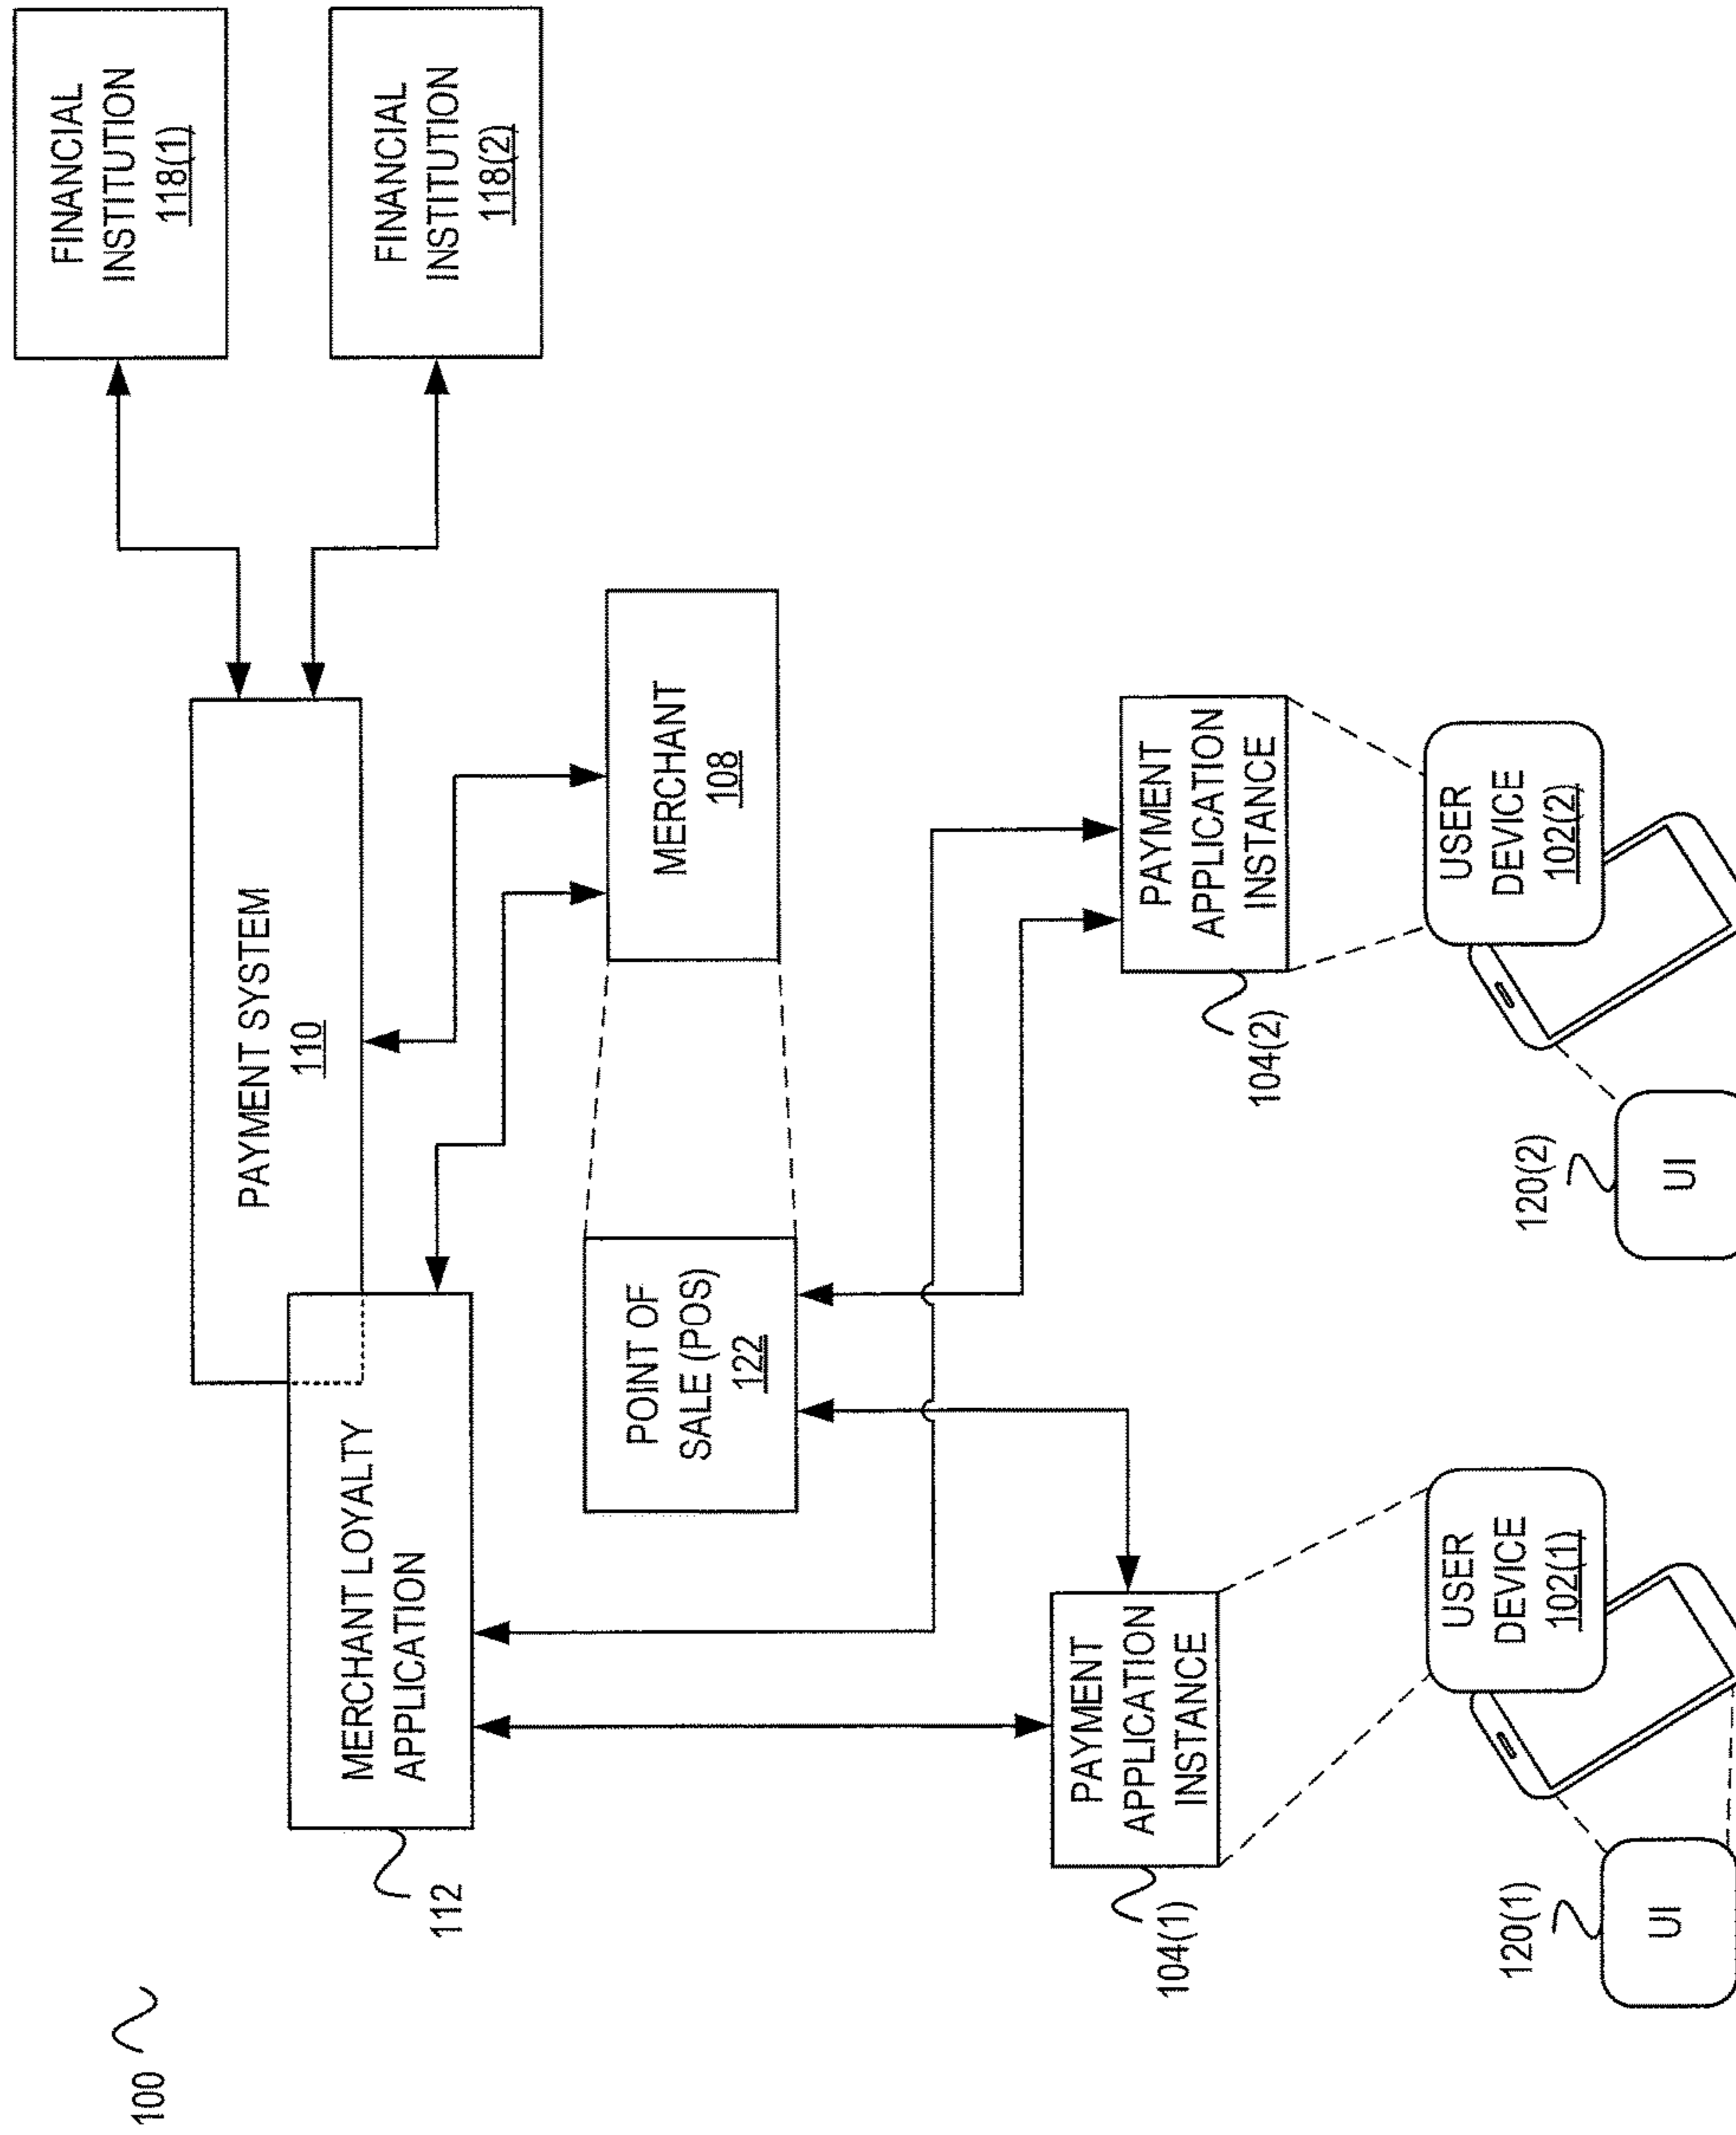 100
112
MERCHANT LOYALTY
APPLICATION
PAYMENT SYSTEM
110
FINANCIAL
INSTITUTION
118(1)
FINANCIAL
INSTITUTION
118(2)
POINT OF
SALE (POS)
122
MERCHANT
108
104(1)
PAYMENT
APPLICATION
INSTANCE
104(2)
PAYMENT
APPLICATION
INSTANCE
120(1)
UI
USER
DEVICE
102(1)
120(2)
UI
USER
DEVICE
102(2)